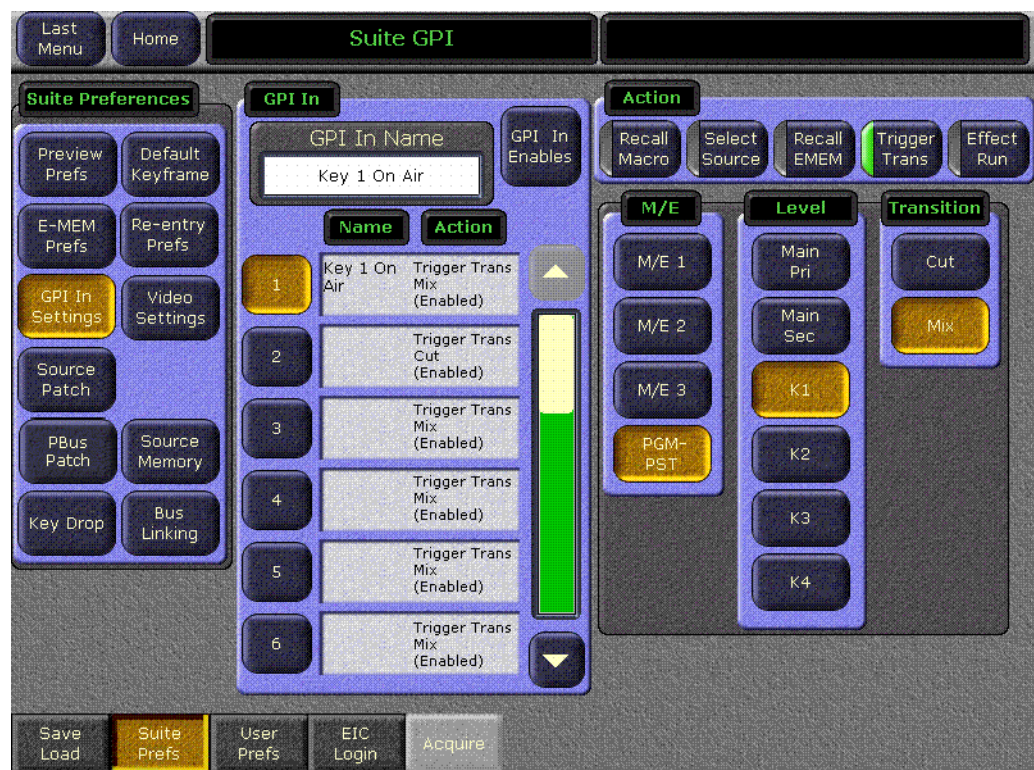 Last
Menu
Home
Suite GPI
Suite Preferences
Preview
Prefs
Default
Keyframe
E-MEM
Prefs
Re-entry
Prefs
GPI In
Settings
Video
Settings
Source
Patch
PBus
Patch
Source
Memory
Key Drop
Bus
Linking
GPI In
GPI In Name
Key 1 On Air
GPI In
Enables
Name
Action
1
Key 1 On
Air
Trigger Trans
Mix
(Enabled)
2
Trigger Trans
Cut
(Enabled)
3
Trigger Trans
Mix
(Enabled)
4
Trigger Trans
Mix
(Enabled)
5
Trigger Trans
Mix
(Enabled)
6
Trigger Trans
Mix
(Enabled)
Action
Recall
Macro
Select
Source
Recall
EMEM
Trigger
Trans
Effect
Run
M/E
M/E 1
M/E 2
M/E 3
PGM-
PST
Level
Main
Pri
Main
Sec
K1
K2
K3
K4
Transition
Cut
Mix
Save
Load
Suite
Prefs
User
Prefs
EIC
Login
Acquire